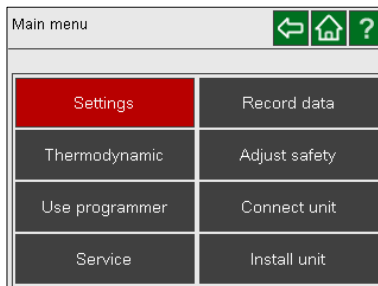 Main menu ?
Settings Record data
Thermodynamic Adjust safety
Use programmer Connect unit
Service Install unit